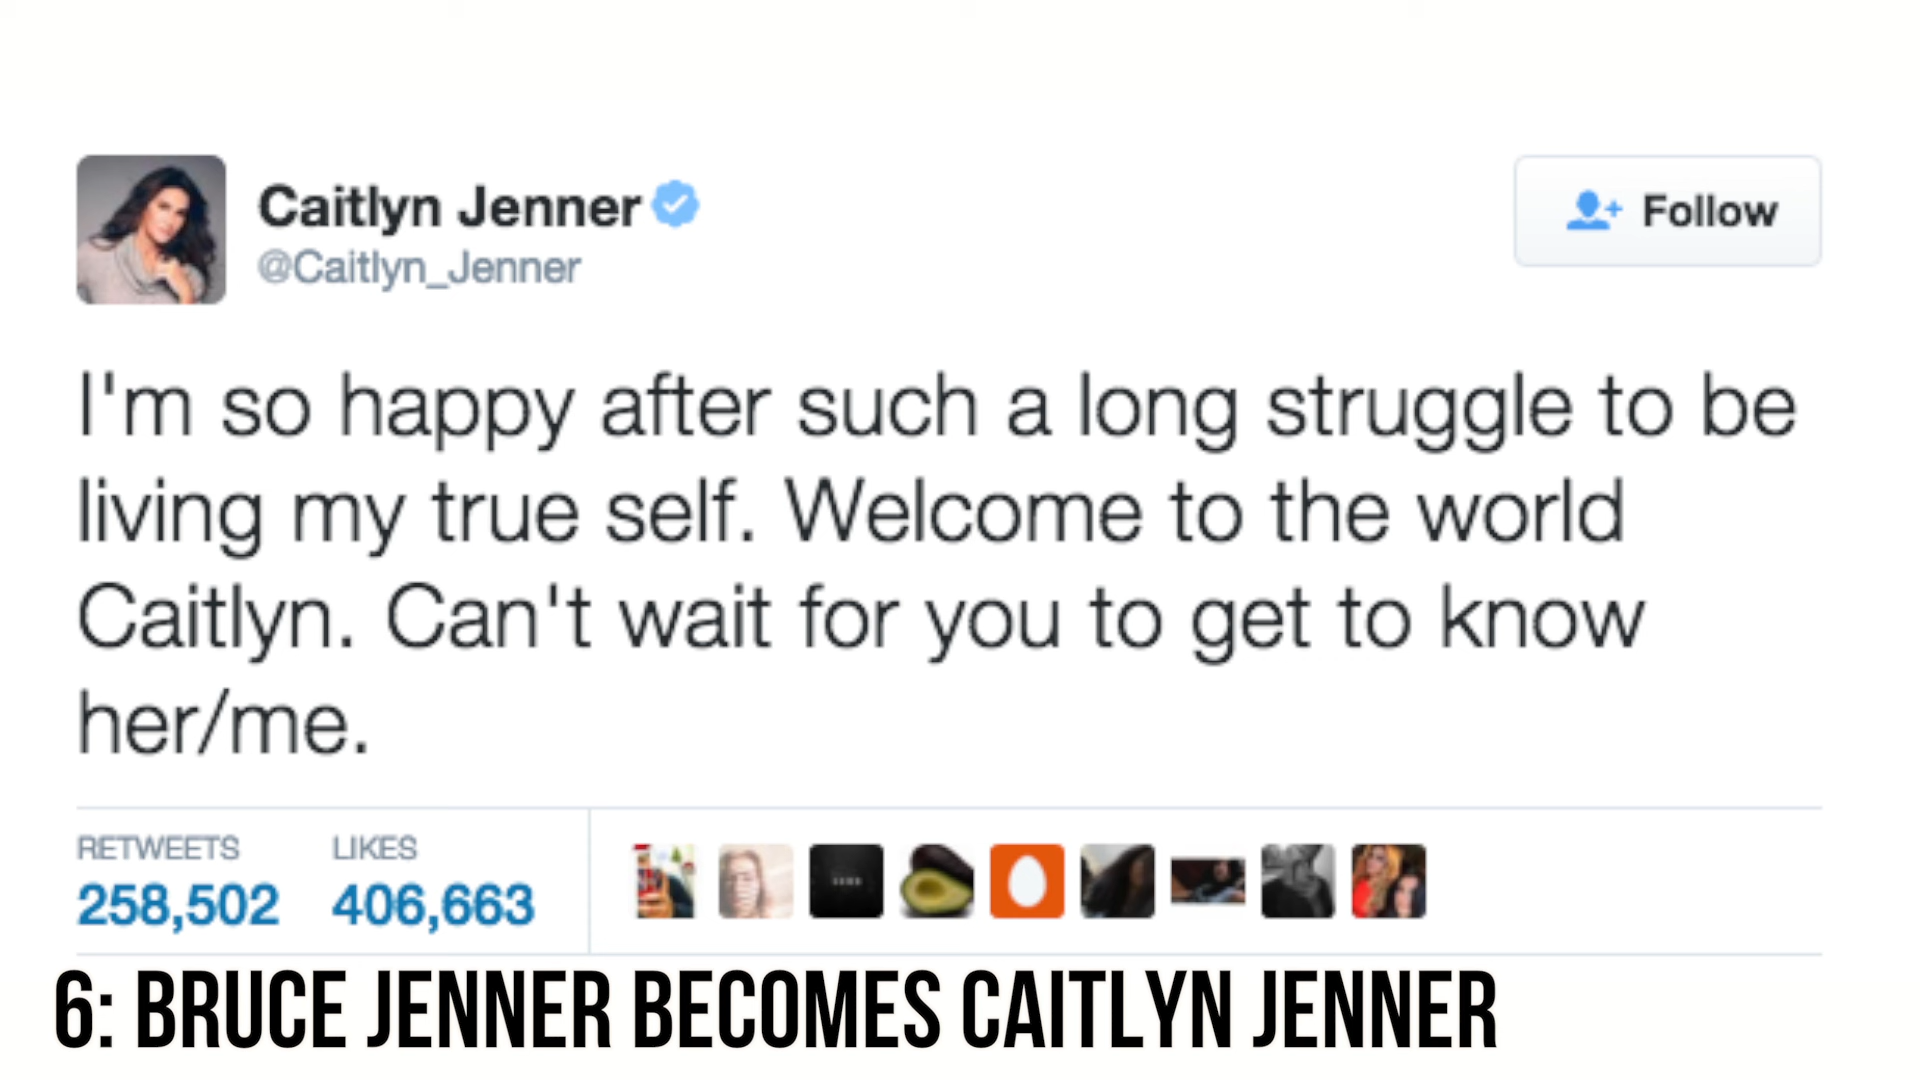 Caitlyn Jenner
@Caitlyn_Jenner
Follow
I'm so happy after such a long struggle to be
living my true self. Welcome to the world
Caitlyn. Can't wait for you to get to know
her/me.
RETWEETS LIKES
258,502 406,663
6: BRUCE JENNER BECOMES CAITLYN JENNER